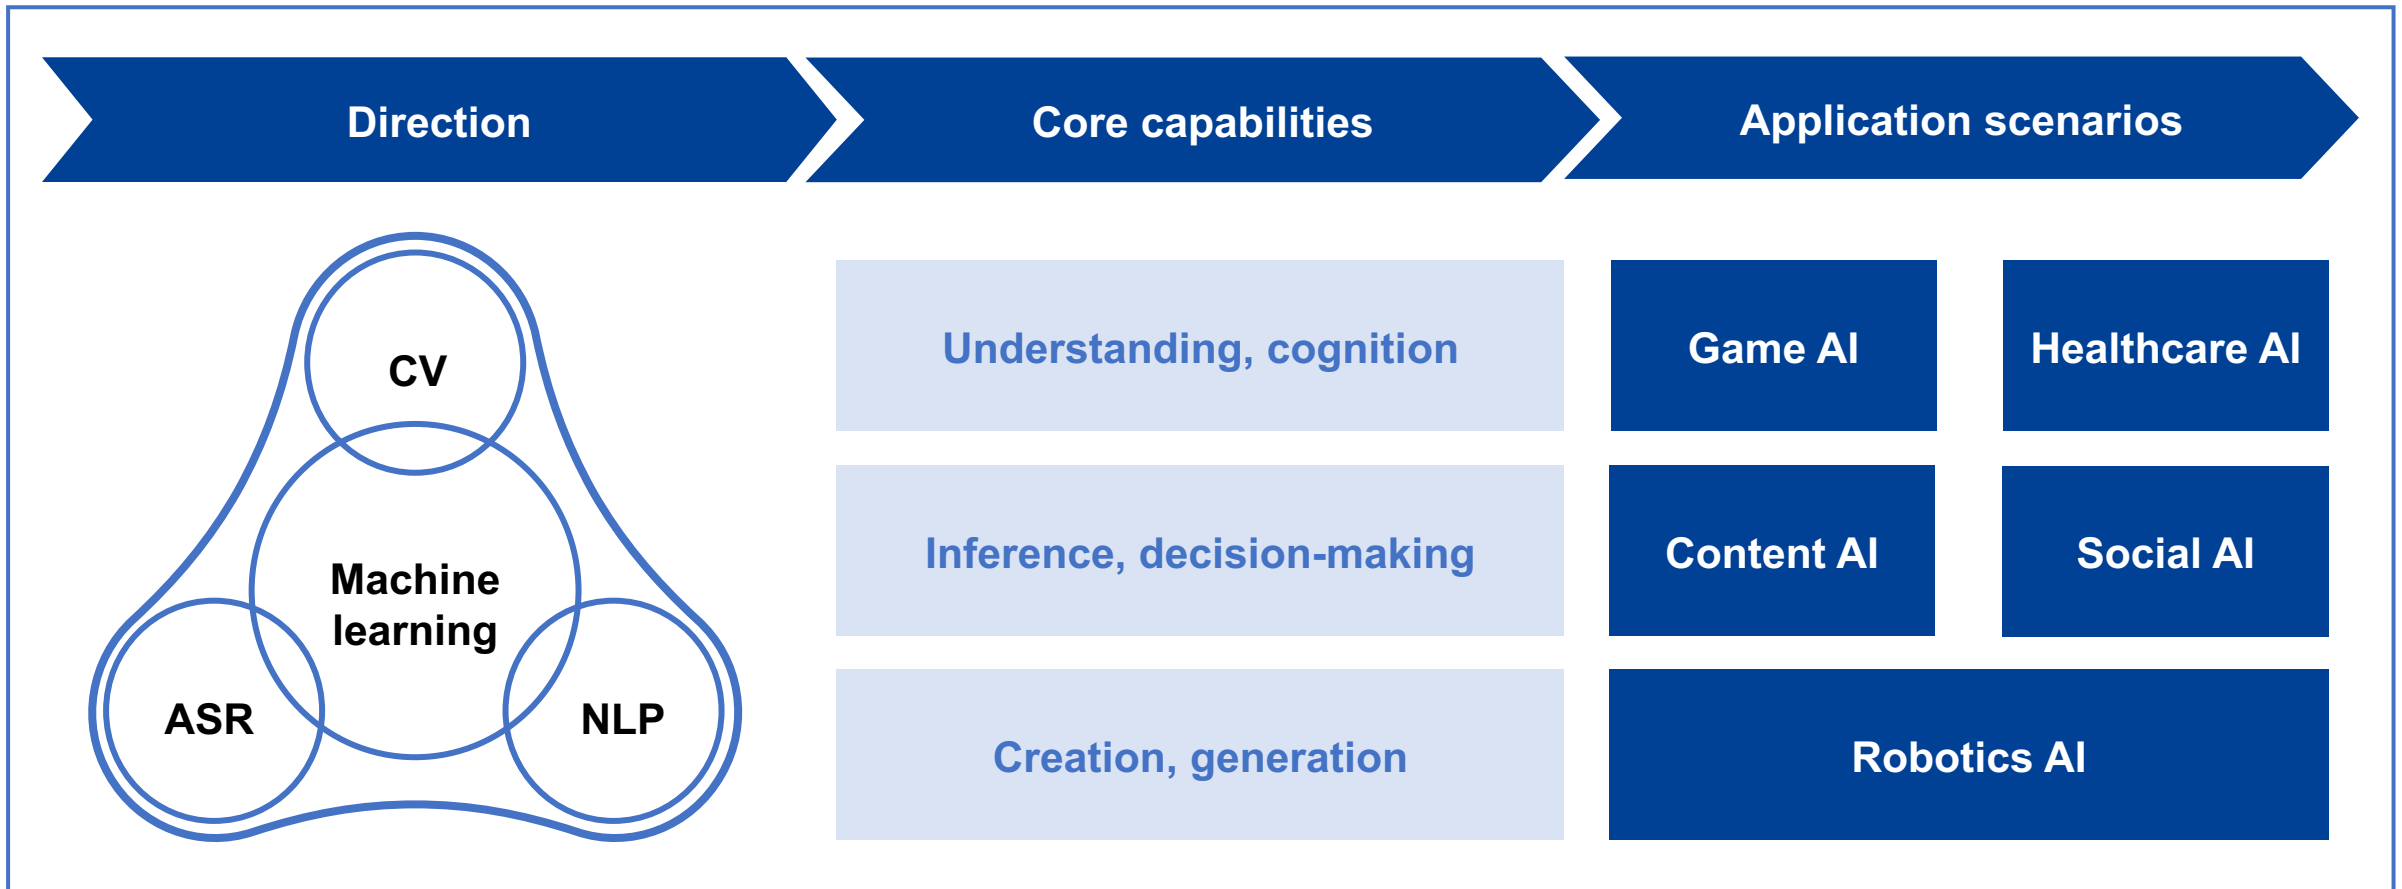 Direction
Core capabilities
Application scenarios
CV
Machine
learning
ASR
NLP
Understanding, cognition
Inference, decision-making
Creation, generation
Game AI
Healthcare AI
Content AI
Social AI
Robotics AI